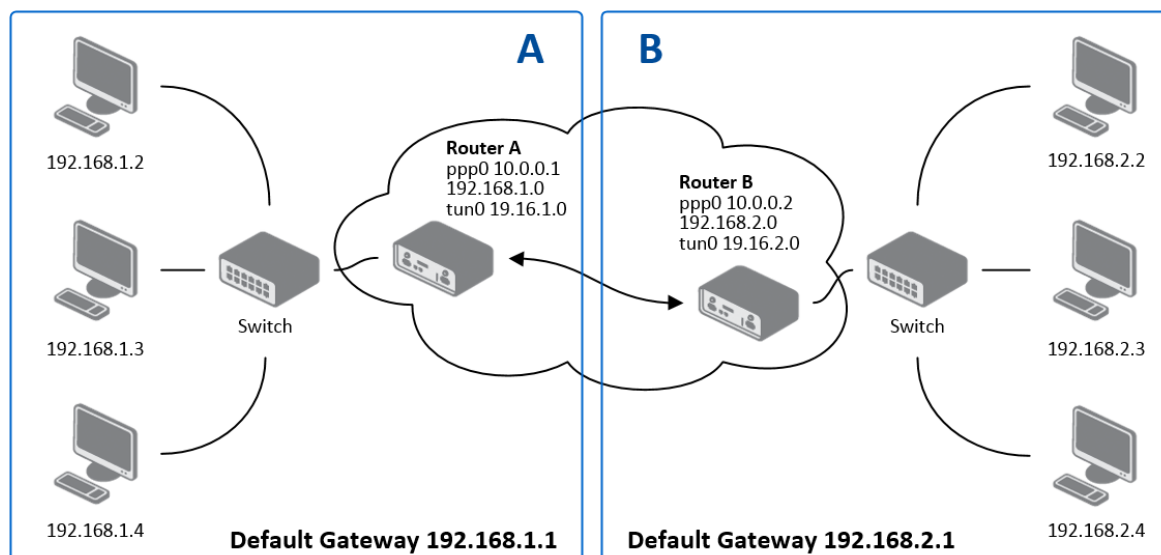 A
B
192.168.1.2
Router A
ppp0 10.0.0.1
192.168.1.0
tun0 19.16.1.0
Router B
ppp0 10.0.0.2
192.168.2.0
tun0 19.16.2.0
192.168.2.2
Switch
192.168.1.3
Switch
192.168.2.3
192.168.1.4
Default Gateway 192.168.1.1
Default Gateway 192.168.2.1
192.168.2.4